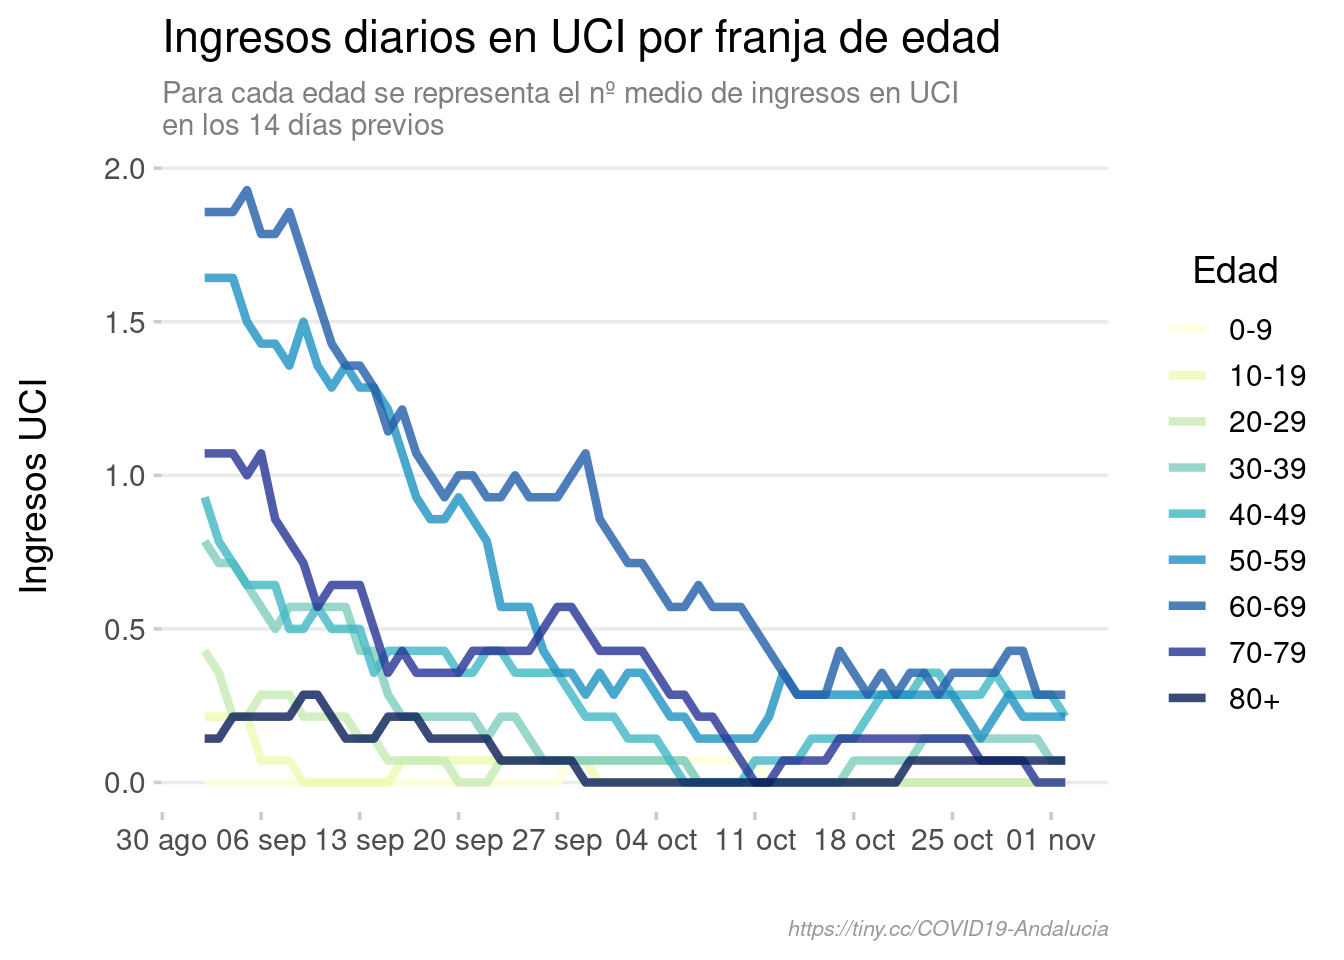 Ingresos diarios en UCI por franja de edad
Para cada edad se representa el nº medio de ingresos en UCI
en los 14 días previos
Ingresos UCI
2.0
1.5
1.0
0.5
0.0
30 ago 06 sep 13 sep 20 sep 27 sep 04 oct 11 oct 18 oct 25 oct 01 nov
Edad
0-9
10-19
20-29
30-39
40-49
50-59
60-69
70-79
80+
https://tiny.cc/COVID19-Andalucia